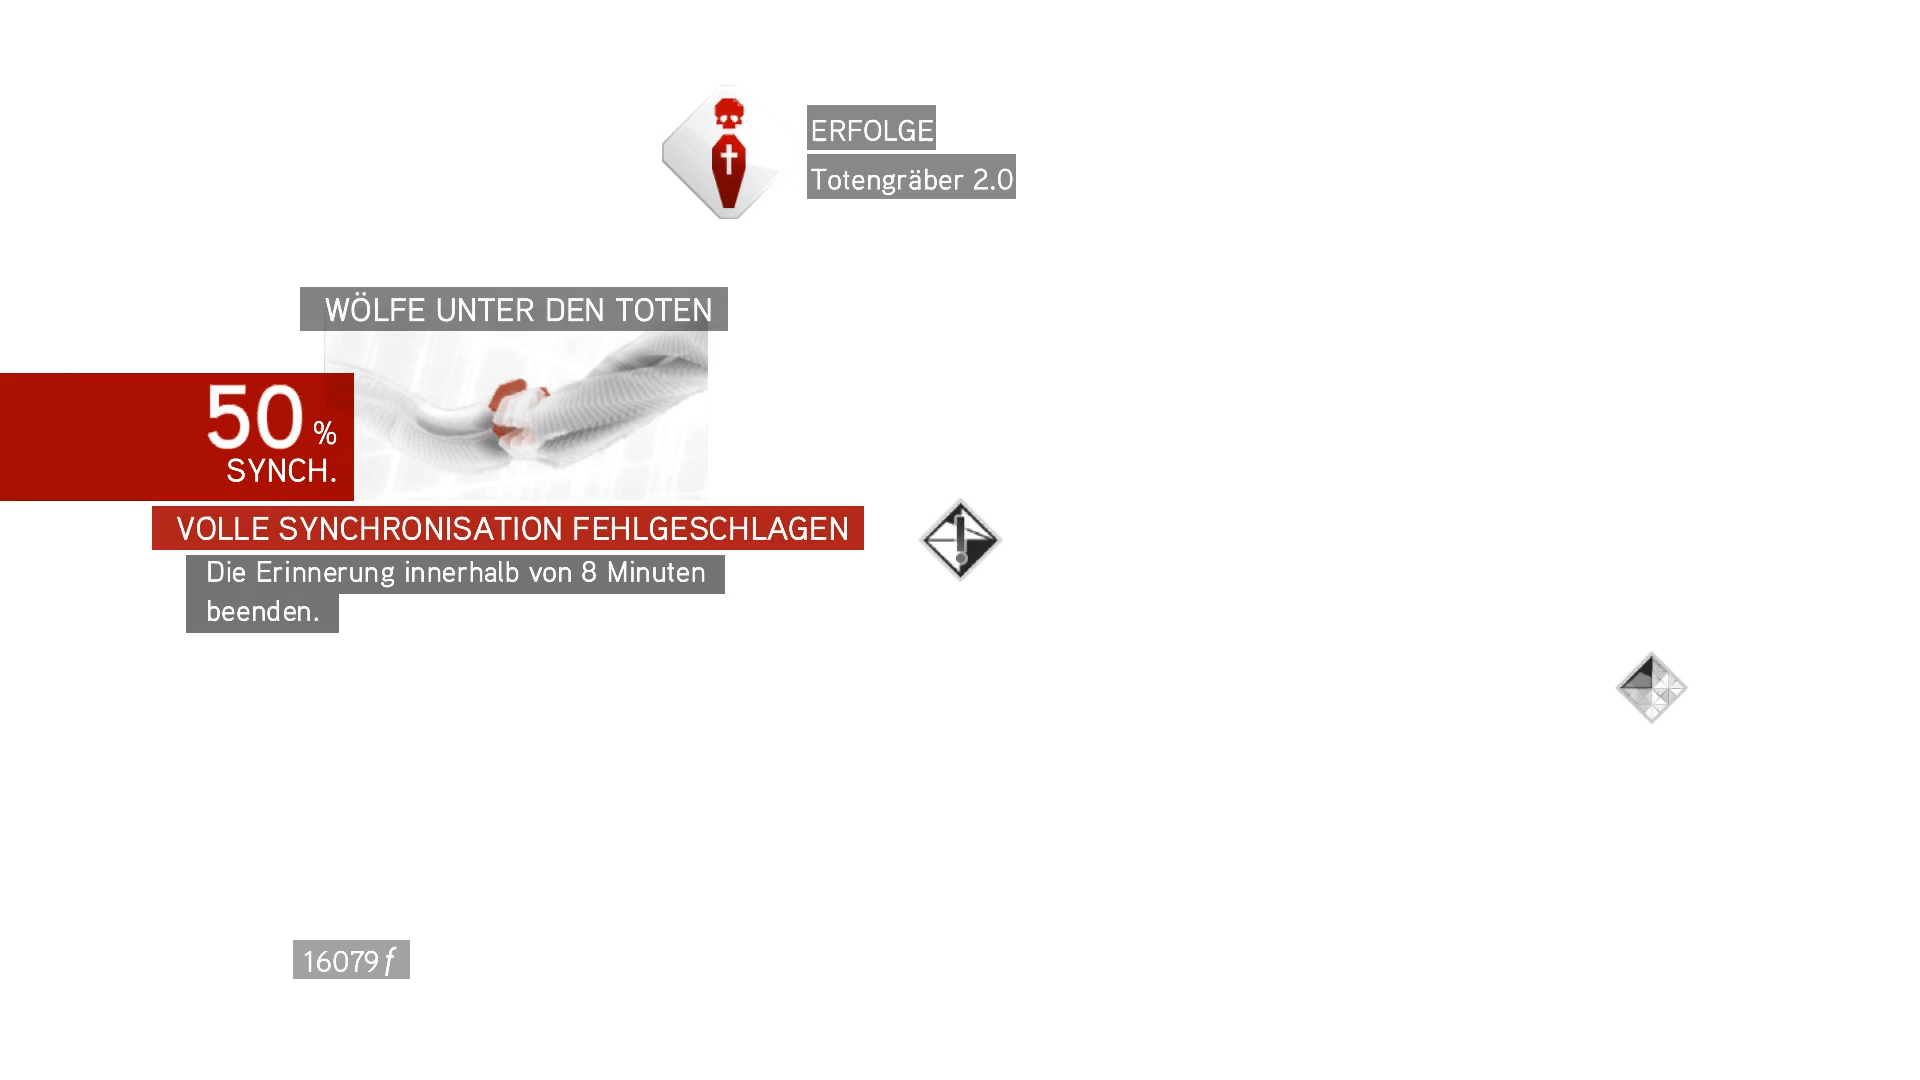 ERFOLGE
Totengräber 2.0
WÖLFE UNTER DEN TOTEN
50 %
SYNCH.
VOLLE SYNCHRONISATION FEHLGESCHLAGEN
Die Erinnerung innerhalb von 8 Minuten
beenden.
16079 ƒ